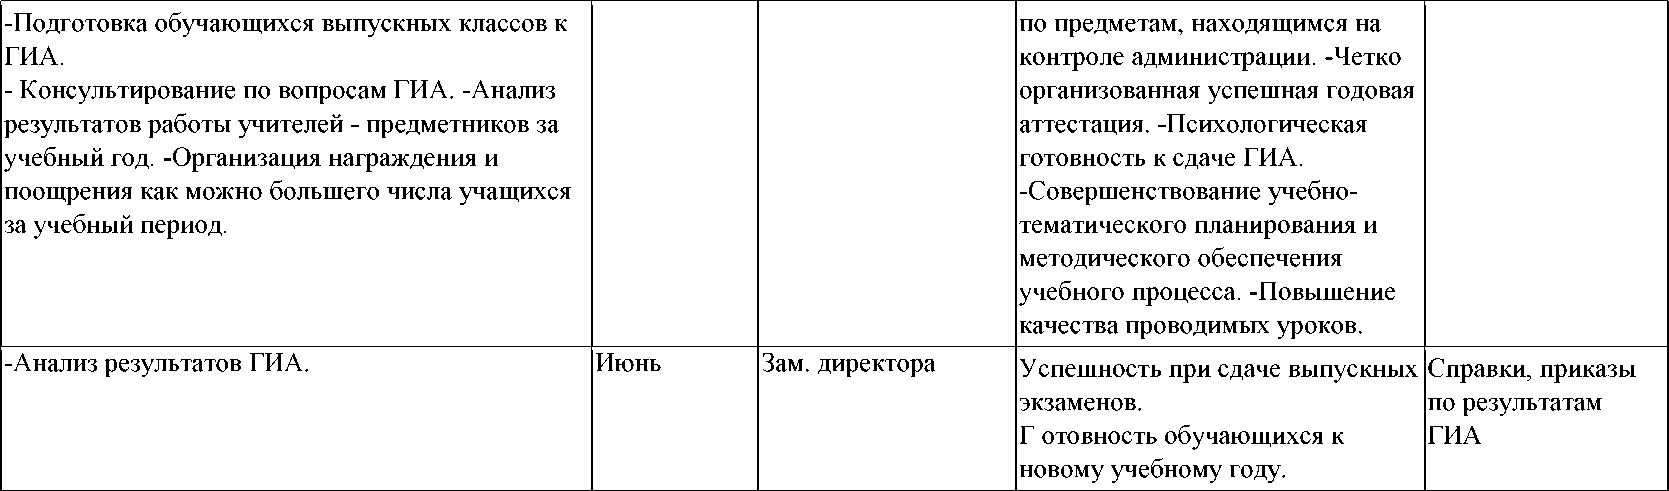 -Подготовка обучающихся выпускных классов к
ГИА.
- Консультирование по вопросам ГИА. -Анализ
результатов работы учителей - предметников за
учебный год. -Организация награждения и
поощрения как можно большего числа учащихся
за учебный период.
по предметам, находящимся на
контроле администрации. -Четко
организованная успешная годовая
аттестация. -Психологическая
готовность к сдаче ГИА.
-Совершенствование учебно-
тематического планирования и
методического обеспечения
учебного процесса. -Повышение
качества проводимых уроков.
-Анализ результатов ГИА.
Июнь
Зам. директора
Успешность при сдаче выпускных
экзаменов.
Г отовность обучающихся к
новому учебному году.
Справки, приказы
по результатам
ГИА